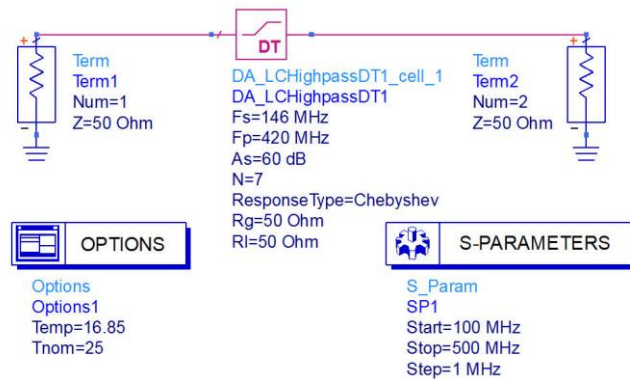 DT
Term
Term1
Num=1
Z=50 Ohm
DA_LCHighpassDT1_cell_1
DA_LCHighpassDT1
Fs=146 MHz
Fp=420 MHz
As=60 dB
N=7
ResponseType=Chebyshev
Rg=50 Ohm
Rl=50 Ohm
Term
Term2
Num=2
Z=50 Ohm
OPTIONS
Options
Options1
Temp=16.85
Tnom=25
S-PARAMETERS
S_Param
SP1
Start=100 MHz
Stop=500 MHz
Step=1 MHz